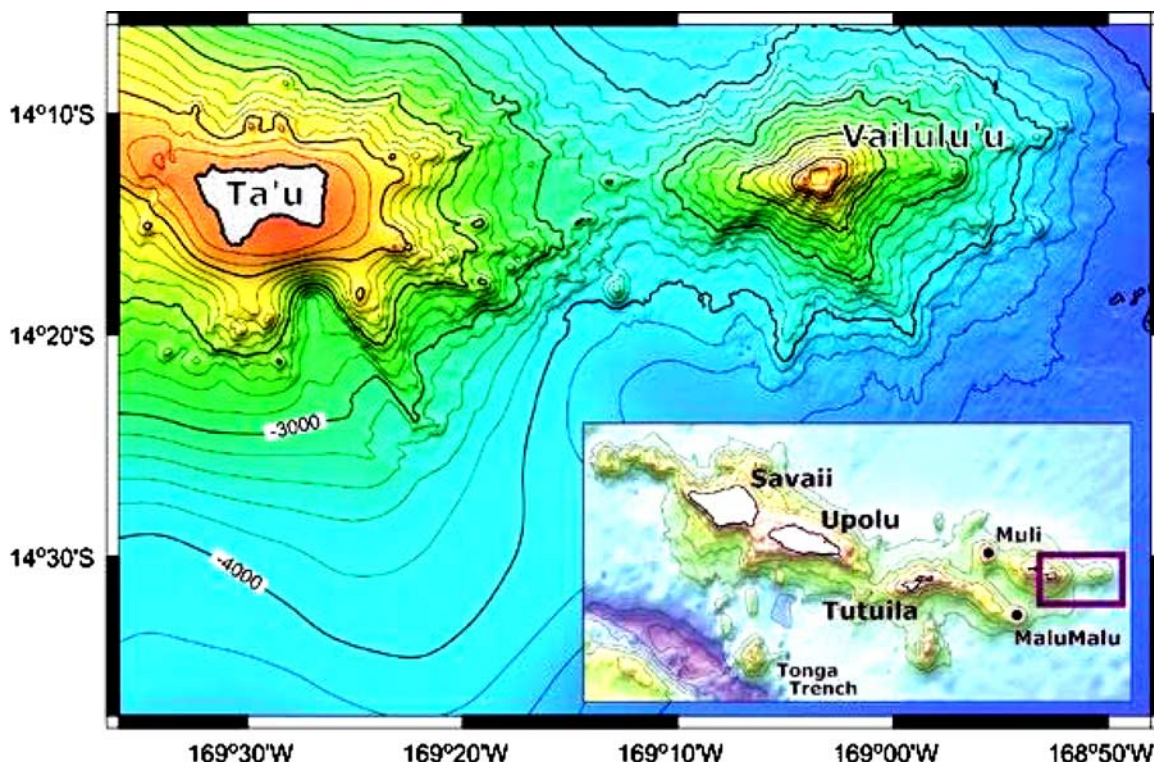 14°10'S
Vailulu'u
Ta'u
14°20'S
-3000
Savaii
Upolu
Muli
14°30'S
-4000
Tutuila
MaluMalu
Tonga
Trench
169°30'W 169°20'W 169°10'W 169°00'W 168°50'W